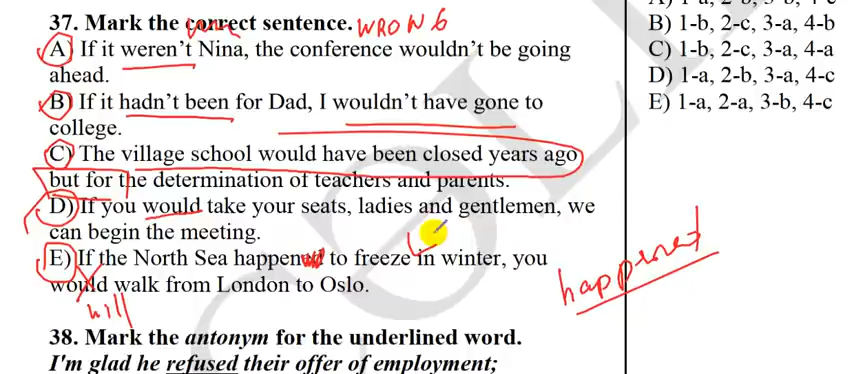 37. Mark the correct sentence. WRONG
A) If it weren't Nina, the conference wouldn't be going
ahead.
B) If it hadn't been for Dad, I wouldn't have gone to
college.
C) The village school would have been closed years ago
but for the determination of teachers and parents.
D) If you would take your seats, ladies and gentlemen, we
can begin the meeting.
E) If the North Sea happen to freeze in winter, you
would walk from London to Oslo.
will
happened
38. Mark the antonym for the underlined word.
I'm glad he refused their offer of employment;
B) 1-b, 2-c, 3-a, 4-b
C) 1-b, 2-c, 3-a, 4-a
D) 1-a, 2-b, 3-a, 4-c
E) 1-a, 2-a, 3-b, 4-c